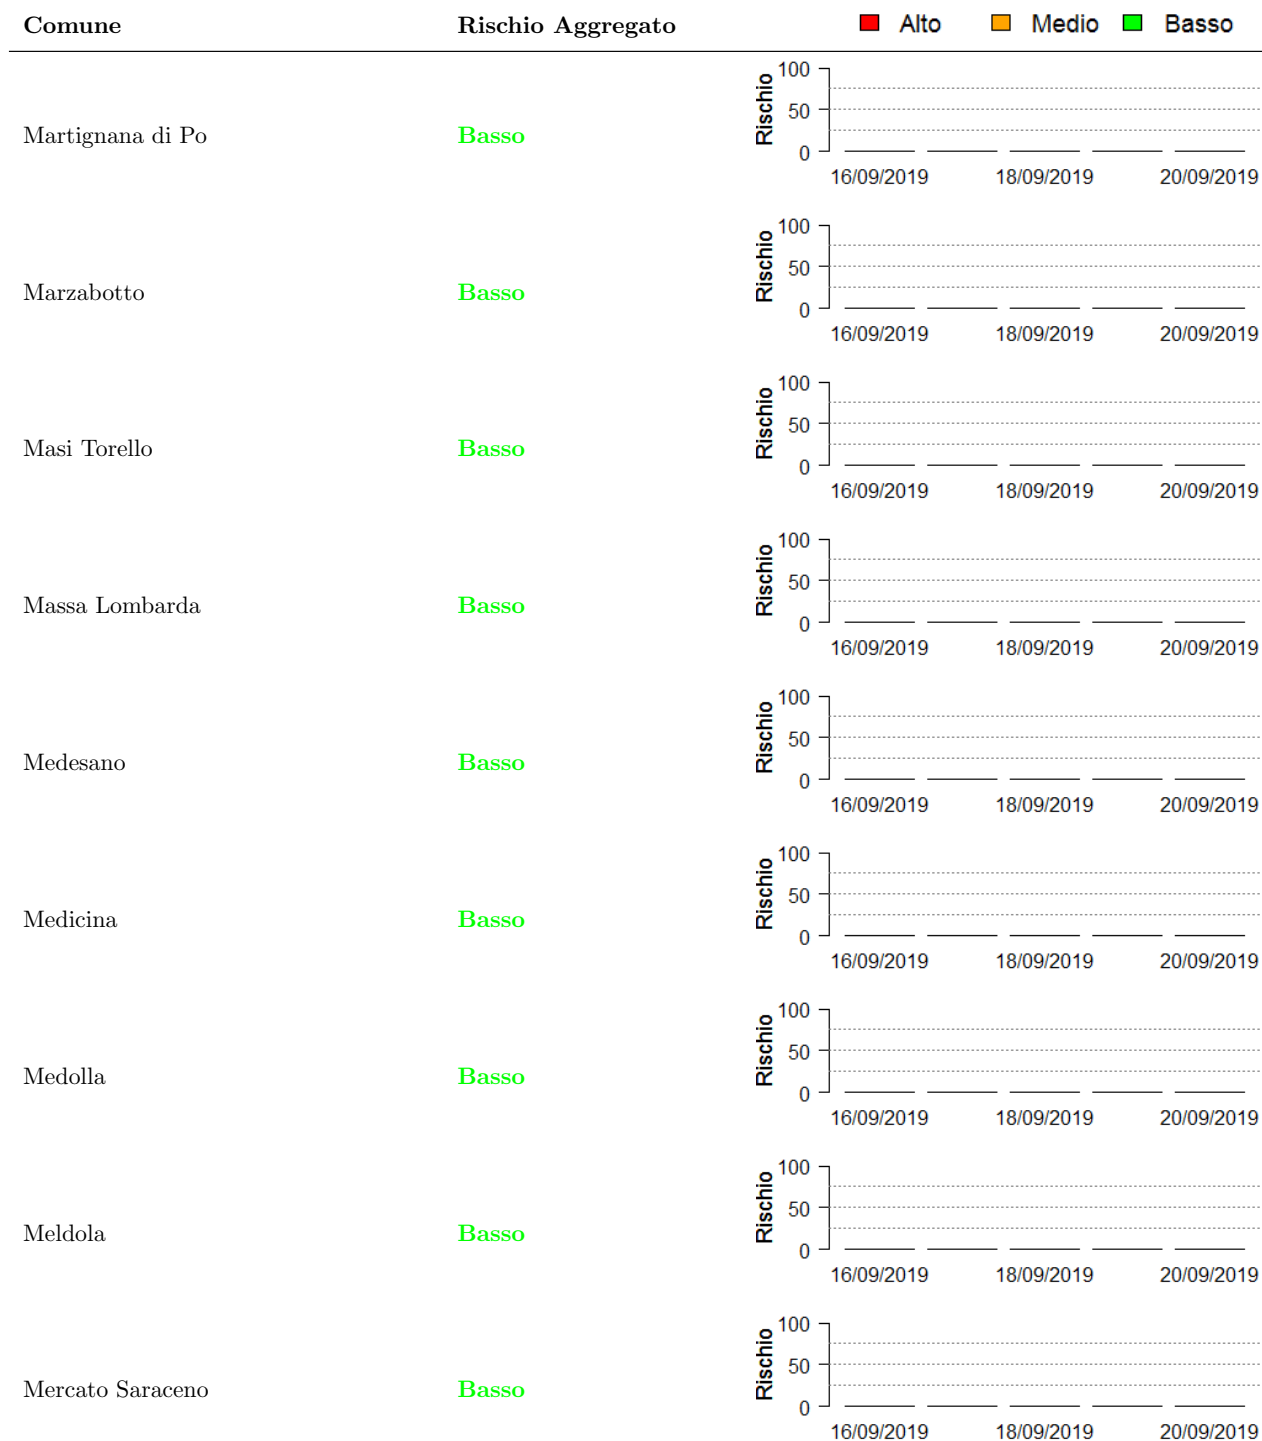 Comune Rischio Aggregato Alto Medio Basso
100
50
0
Rischio
Martignana di Po Basso
16/09/2019 18/09/2019 20/09/2019
100
50
0
Rischio
Marzabotto Basso
16/09/2019 18/09/2019 20/09/2019
100
50
0
Rischio
Masi Torello Basso
16/09/2019 18/09/2019 20/09/2019
100
50
0
Rischio
Massa Lombarda Basso
16/09/2019 18/09/2019 20/09/2019
100
50
0
Rischio
Medesano Basso
16/09/2019 18/09/2019 20/09/2019
100
50
0
Rischio
Medicina Basso
16/09/2019 18/09/2019 20/09/2019
100
50
0
Rischio
Medolla Basso
16/09/2019 18/09/2019 20/09/2019
100
50
0
Rischio
Meldola Basso
16/09/2019 18/09/2019 20/09/2019
100
50
0
Rischio
Mercato Saraceno Basso
16/09/2019 18/09/2019 20/09/2019